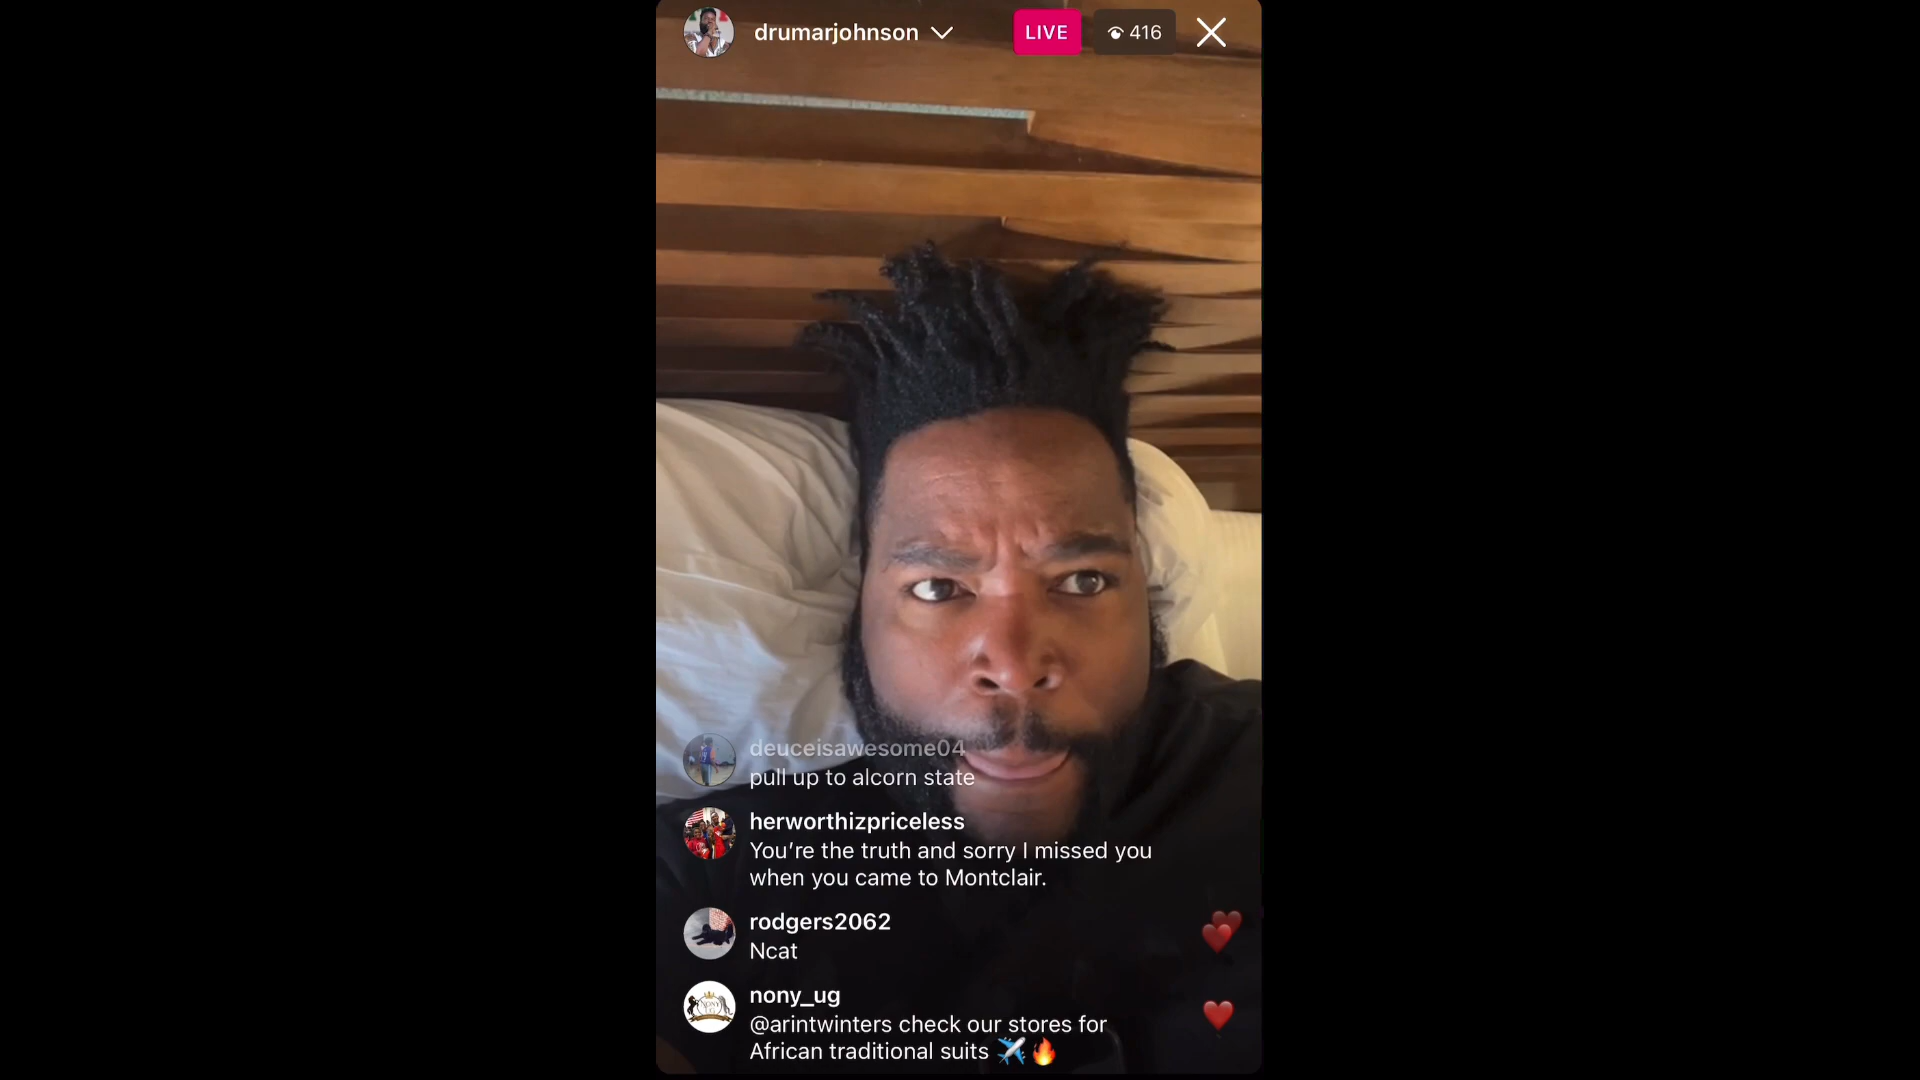 drumarjohnson
LIVE
416
deuceisawesome04
pull up to alcorn state
herworthizpriceless
You're the truth and sorry I missed you
when you came to Montclair.
rodgers2062
Ncat
nony_ug
@arintwinters check our stores for
African traditional suits ✈️🔥